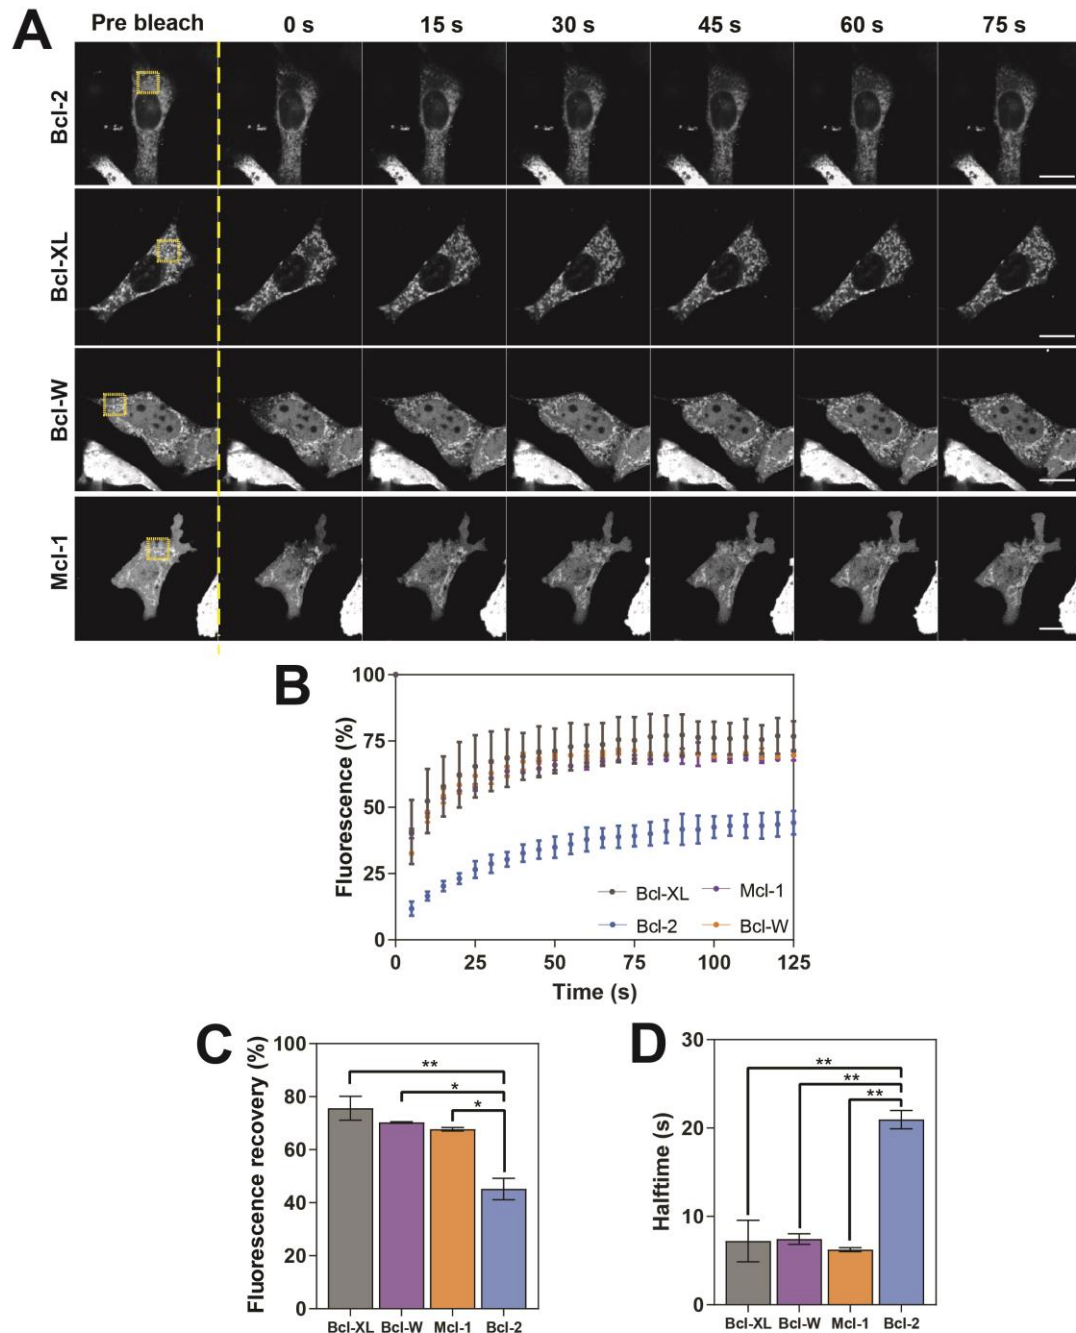 A
Pre bleach 0 s 15 s 30 s 45 s 60 s 75 s
Bcl-2
Bcl-XL
Bcl-W
Mcl-1
B
Fluorescence (%)
100
75
50
25
0
0 25 50 75 100 125
Time (s)
Bcl-XL Mcl-1
Bcl-2 Bcl-W
C
Fluorescence recovery (%)
100
80
60
40
20
0
**
*
*
Bcl-XL Bcl-W Mcl-1 Bcl-2
D
Halftime (s)
30
20
10
0
**
**
**
Bcl-XL Bcl-W Mcl-1 Bcl-2